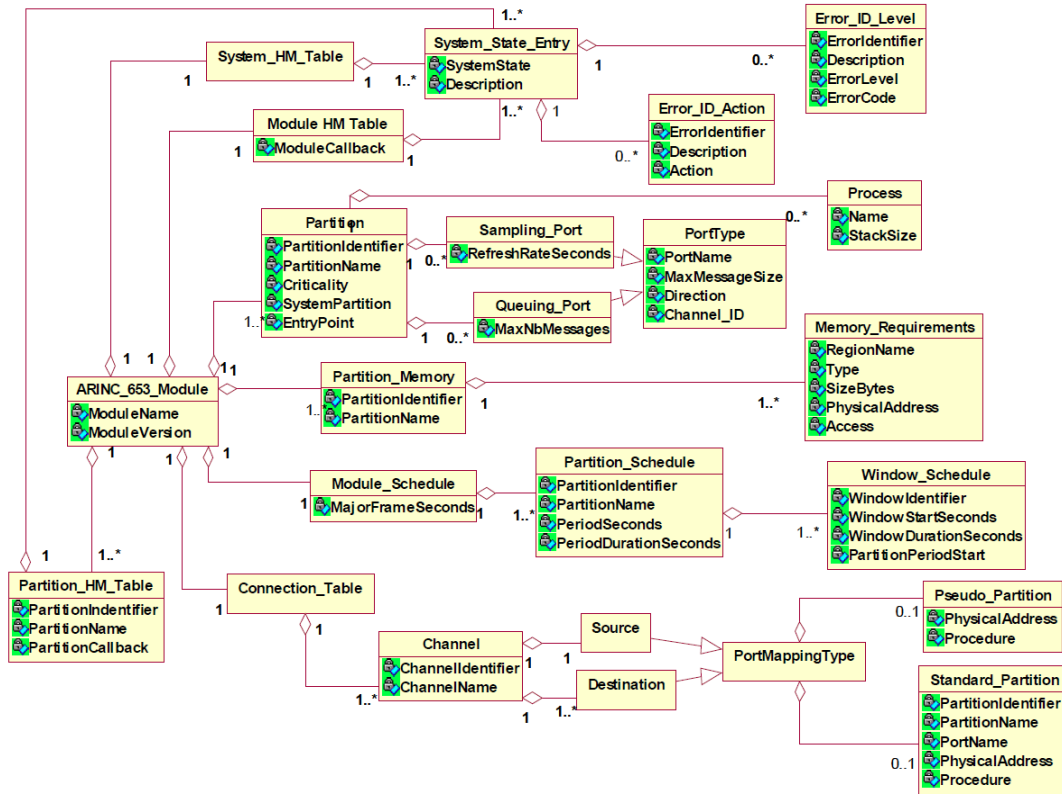 1..*
System_State_Entry
SystemState
Description
1
0..*
Error_ID_Level
ErrorIdentifier
Description
ErrorLevel
ErrorCode
System_HM_Table
1
1
1..*
1..*
1
Module HM Table
ModuleCallback
1
1
Error_ID_Action
ErrorIdentifier
Description
Action
0..*
Process
Name
StackSize
0..*
Partition
PartitionIdentifier
PartitionName
Criticality
SystemPartition
EntryPoint
1
0..*
1
0..*
1..*
Sampling_Port
RefreshRateSeconds
Queuing_Port
MaxNbMessages
PortType
PortName
MaxMessageSize
Direction
Channel_ID
Memory_Requirements
RegionName
Type
SizeBytes
PhysicalAddress
Access
1
1
1
1
ARINC_653_Module
ModuleName
ModuleVersion
Partition_Memory
PartitionIdentifier
PartitionName
1..*
1
1..*
1
1
1
Module_Schedule
MajorFrameSeconds
1
1
1..*
Partition_Schedule
PartitionIdentifier
PartitionName
PeriodSeconds
PeriodDurationSeconds
1
1..*
Window_Schedule
WindowIdentifier
WindowStartSeconds
WindowDurationSeconds
PartitionPeriodStart
1
1..*
Partition_HM_Table
PartitionIndentifier
PartitionName
PartitionCallback
Connection_Table
1
1
1..*
Channel
ChannelIdentifier
ChannelName
1
1
1
1..*
Source
Destination
PortMappingType
Pseudo_Partition
PhysicalAddress
Procedure
0..1
Standard_Partition
PartitionIdentifier
PartitionName
PortName
PhysicalAddress
Procedure
0..1